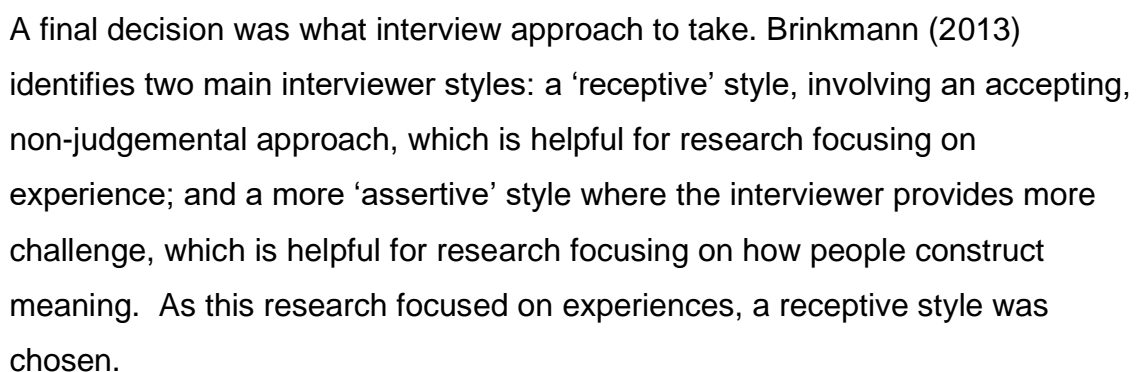 A final decision was what interview approach to take. Brinkmann (2013)
identifies two main interviewer styles: a ‘receptive’ style, involving an accepting,
non-judgemental approach, which is helpful for research focusing on
experience; and a more ‘assertive’ style where the interviewer provides more
challenge, which is helpful for research focusing on how people construct
meaning.  As this research focused on experiences, a receptive style was
chosen.